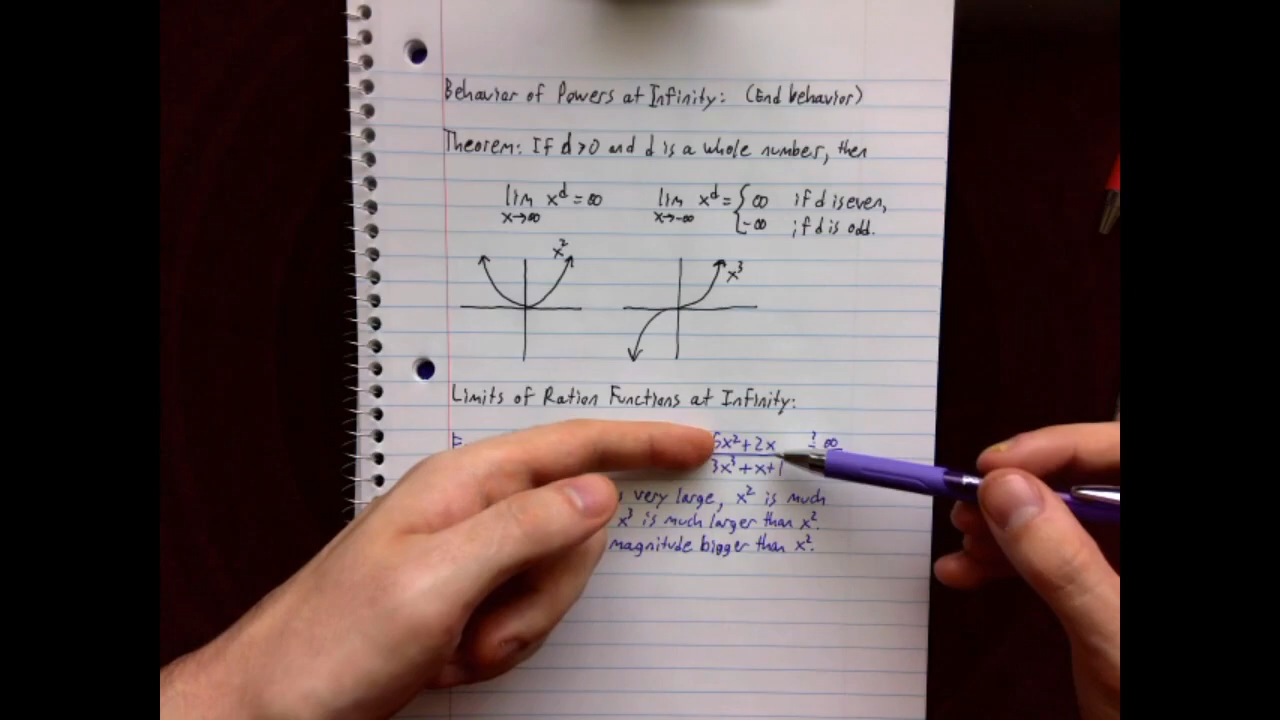 Behavior of Powers at Infinity: (End behavior)
Theorem: If d>0 and d is a whole number, then
lim x^d = ∞ lim x^d = { ∞ if d is even,
x→∞ x→-∞ -∞ if d is odd.
x² x³
Limits of Ration Functions at Infinity:
x²+2x ?= ∞
3x³+x+1
very large, x² is much
x³ is much larger than x².
magnitude bigger than x².